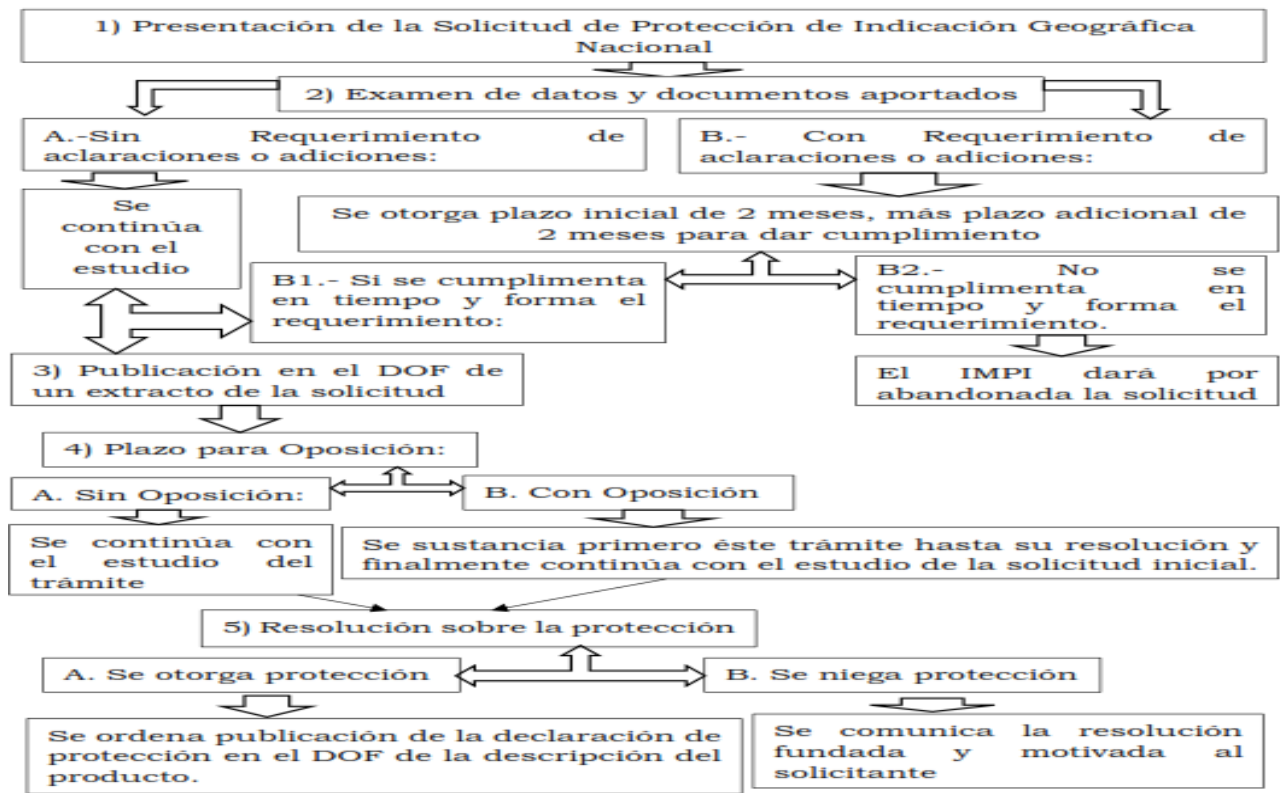 1) Presentación de la Solicitud de Protección de Indicación Geográfica
Nacional
2) Examen de datos y documentos aportados
A.-Sin Requerimiento de
aclaraciones o adiciones:
B.- Con Requerimiento de
aclaraciones o adiciones:
Se
continúa
con el
estudio
Se otorga plazo inicial de 2 meses, más plazo adicional de
2 meses para dar cumplimiento
B1.- Si se cumplimenta
en tiempo y forma el
requerimiento:
B2.- No se
cumplimenta en
tiempo y forma el
requerimiento.
3) Publicación en el DOF de
un extracto de la solicitud
El IMPI dará por
abandonada la solicitud
4) Plazo para Oposición:
A. Sin Oposición:
B. Con Oposición
Se continúa con
el estudio del
trámite
Se sustancia primero éste trámite hasta su resolución y
finalmente continúa con el estudio de la solicitud inicial.
5) Resolución sobre la protección
A. Se otorga protección
B. Se niega protección
Se ordena publicación de la declaración de
protección en el DOF de la descripción del
producto.
Se comunica la resolución
fundada y motivada al
solicitante